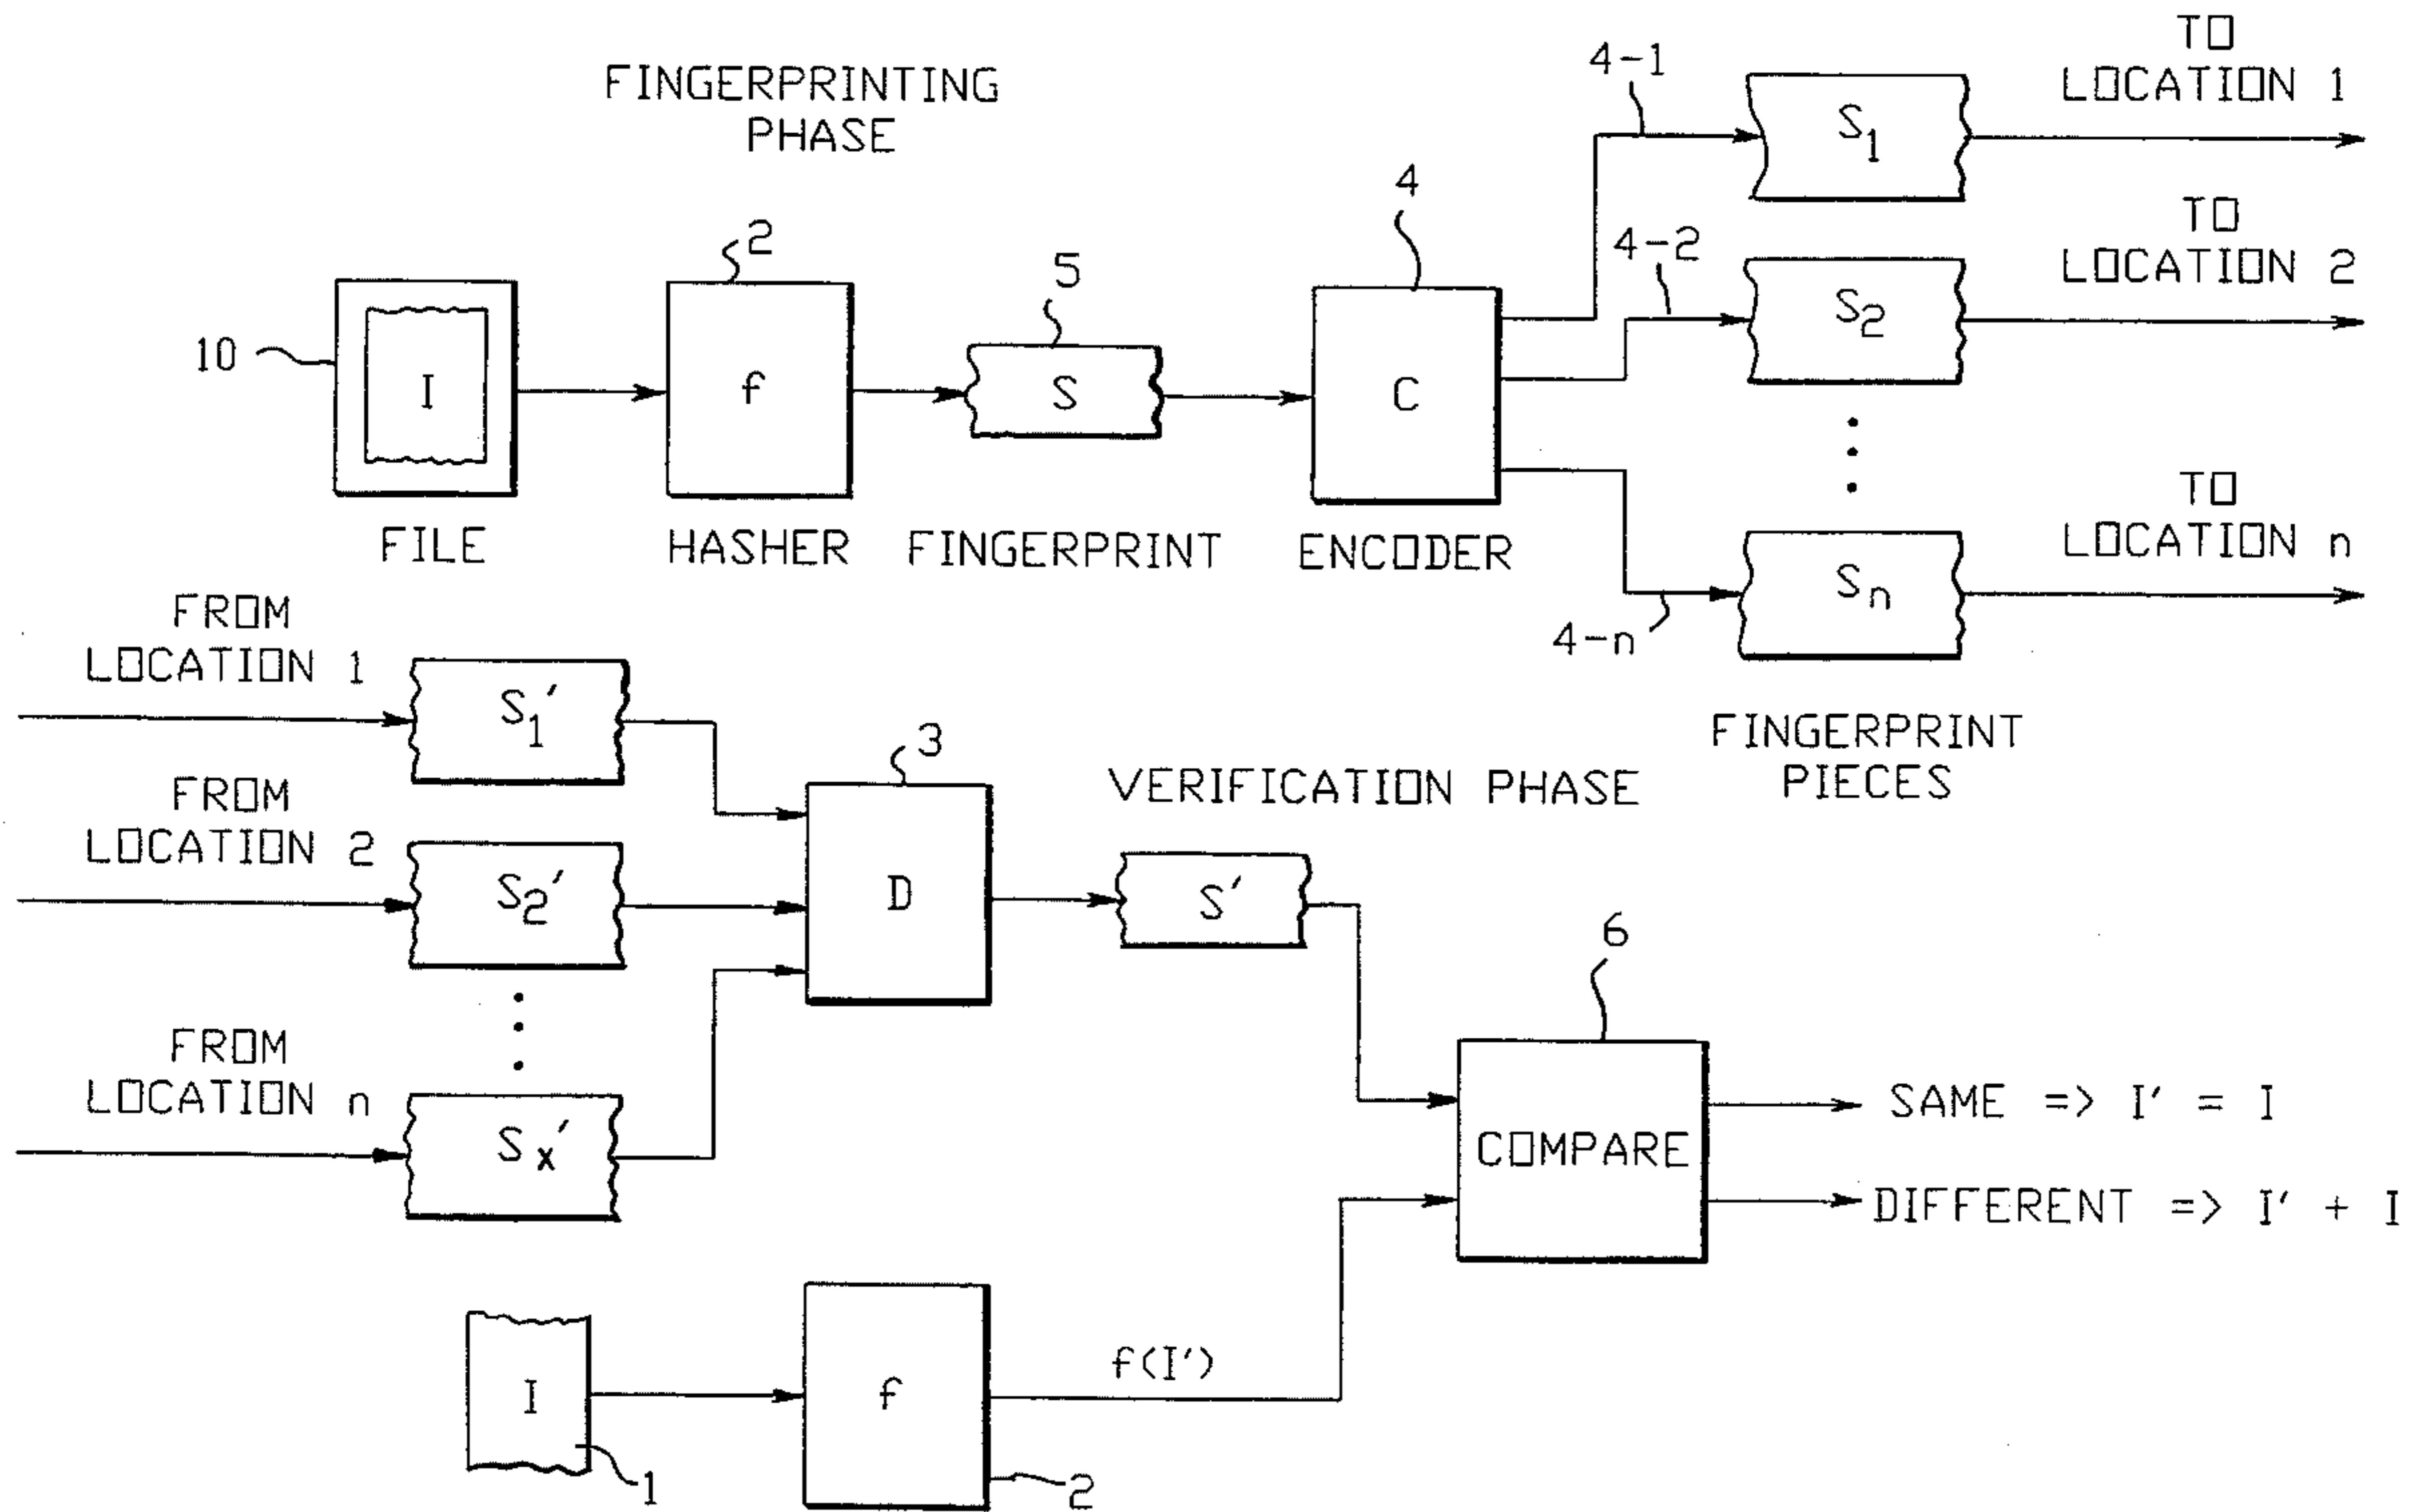 FINGERPRINTING
PHASE
4-1
S1
TO
LOCATION 1
4
4-2
S2
TO
LOCATION 2
10
I
2
f
5
S
C
FILE
HASHER
FINGERPRINT
ENCODER
4-n
Sn
TO
LOCATION n
FINGERPRINT
PIECES
FROM
LOCATION 1
S1'
FROM
LOCATION 2
S2'
FROM
LOCATION n
Sx'
3
D
VERIFICATION PHASE
S'
6
COMPARE
SAME => I' = I
DIFFERENT => I' + I
I
1
f
2
f(I')